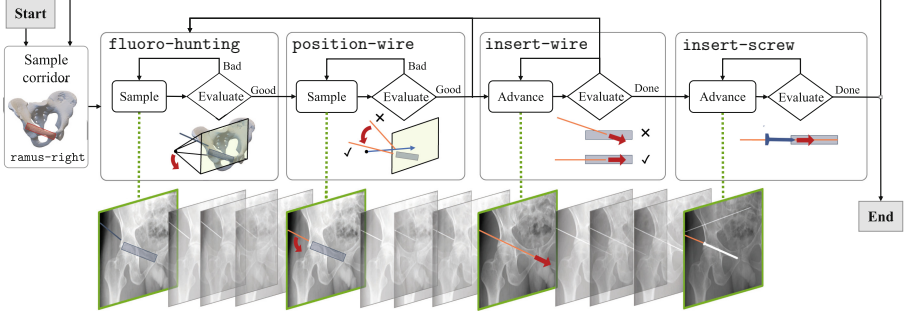 Start
Sample
corridor
ramus-right
fluoro-hunting
Bad
Sample
Evaluate
Good
position-wire
Bad
Sample
Evaluate
Good
insert-wire
Advance
Evaluate
Done
insert-screw
Advance
Evaluate
Done
End